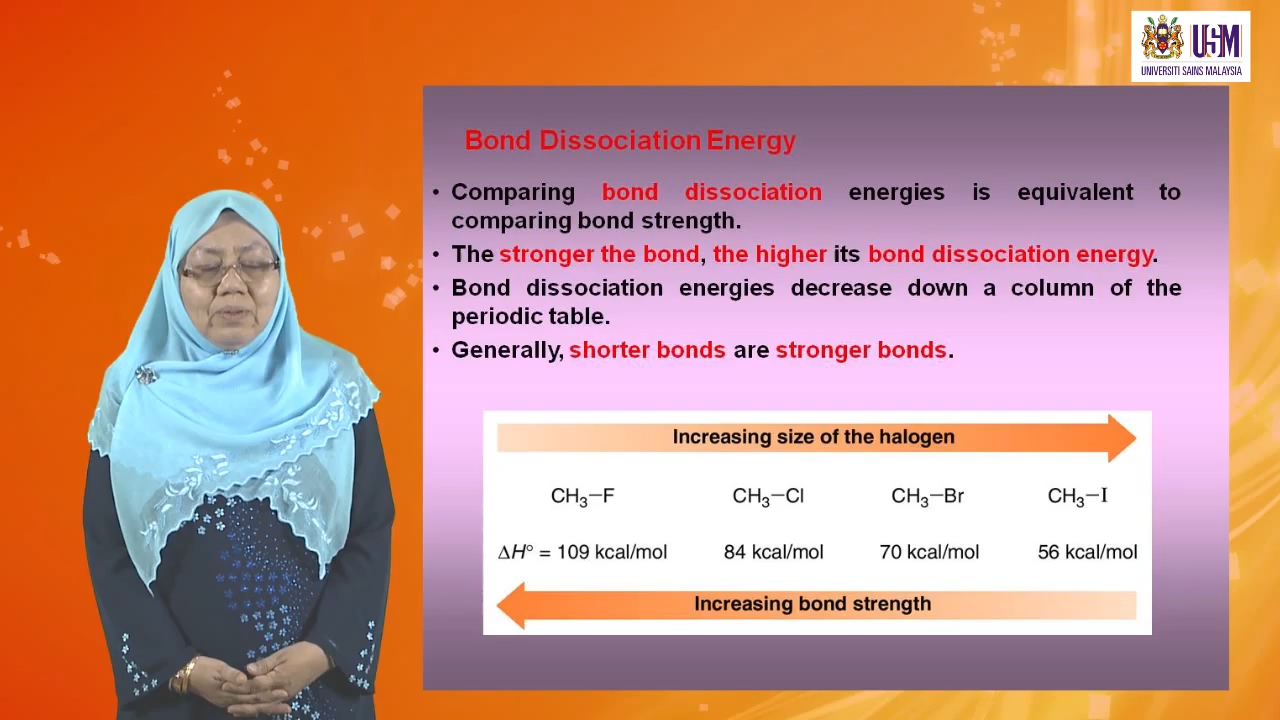 USM
UNIVERSITI SAINS MALAYSIA
Bond Dissociation Energy
• Comparing bond dissociation energies is equivalent to
comparing bond strength.
• The stronger the bond, the higher its bond dissociation energy.
• Bond dissociation energies decrease down a column of the
periodic table.
• Generally, shorter bonds are stronger bonds.
Increasing size of the halogen
CH₃–F CH₃–Cl CH₃–Br CH₃–I
ΔH° = 109 kcal/mol 84 kcal/mol 70 kcal/mol 56 kcal/mol
Increasing bond strength